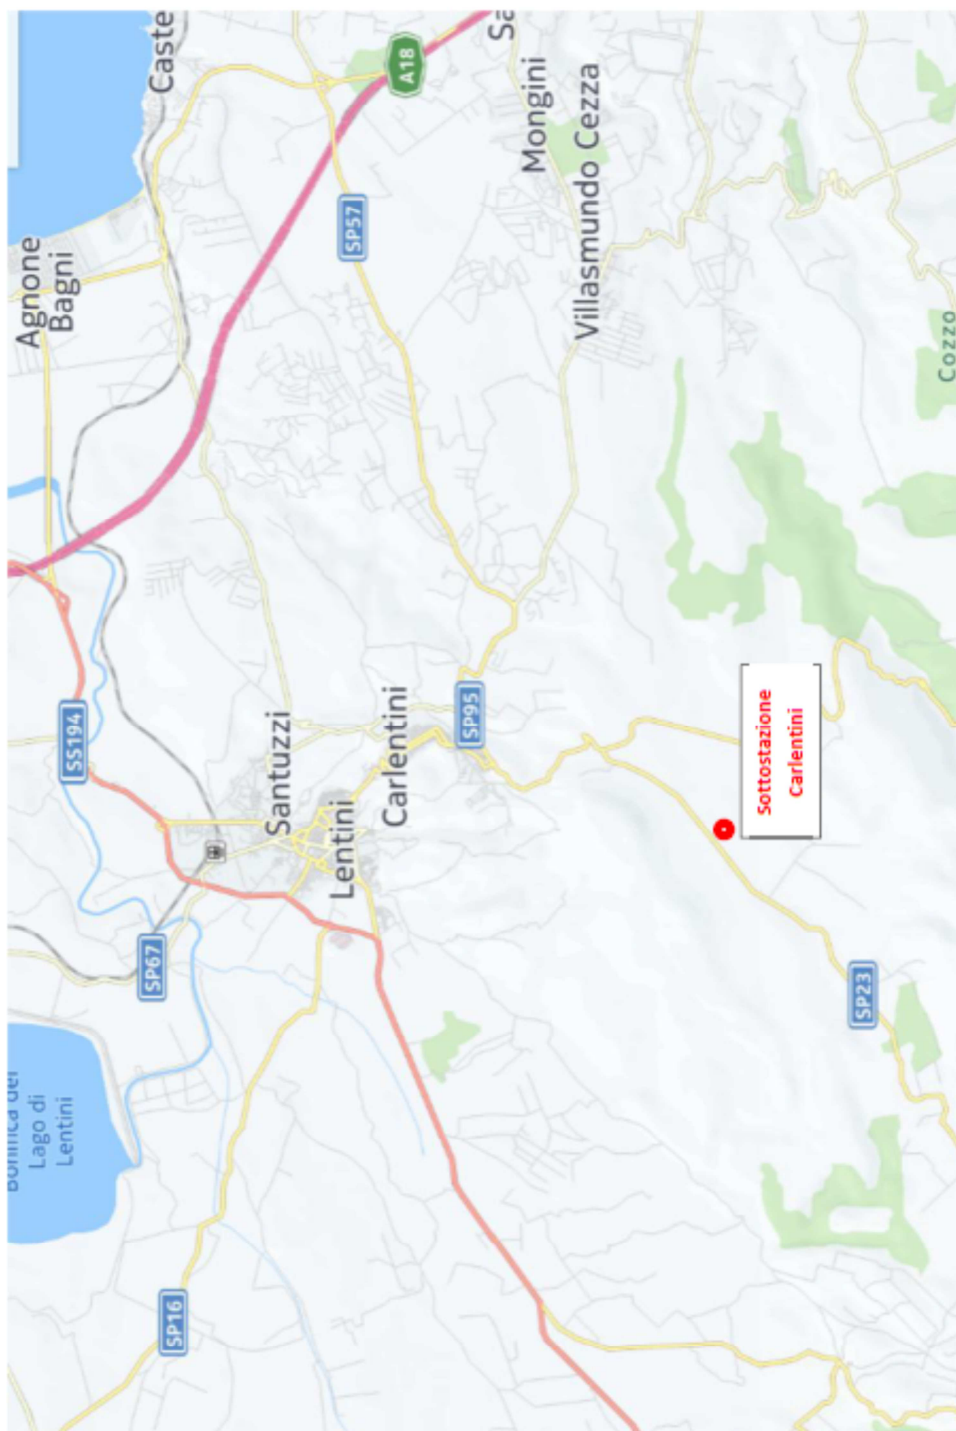 Caste
A18
Sa
Mongini
Villasmundo Cezza
SP57
Agnone
Bagni
Cozzo
SS194
Santuzzi
Carlentini
SP95
Lentini
Sottostazione
Carlentini
SP67
SP23
Lago di
Lentini
SP16